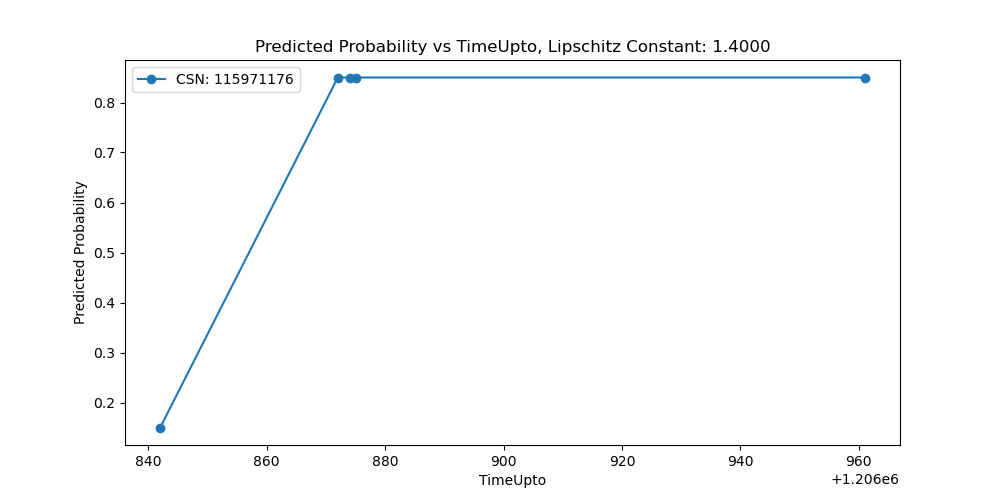 Predicted Probability vs TimeUpto, Lipschitz Constant: 1.4000
CSN: 115971176
Predicted Probability
0.8
0.7
0.6
0.5
0.4
0.3
0.2
840 860 880 900 920 940 960
+1.206e6
TimeUpto